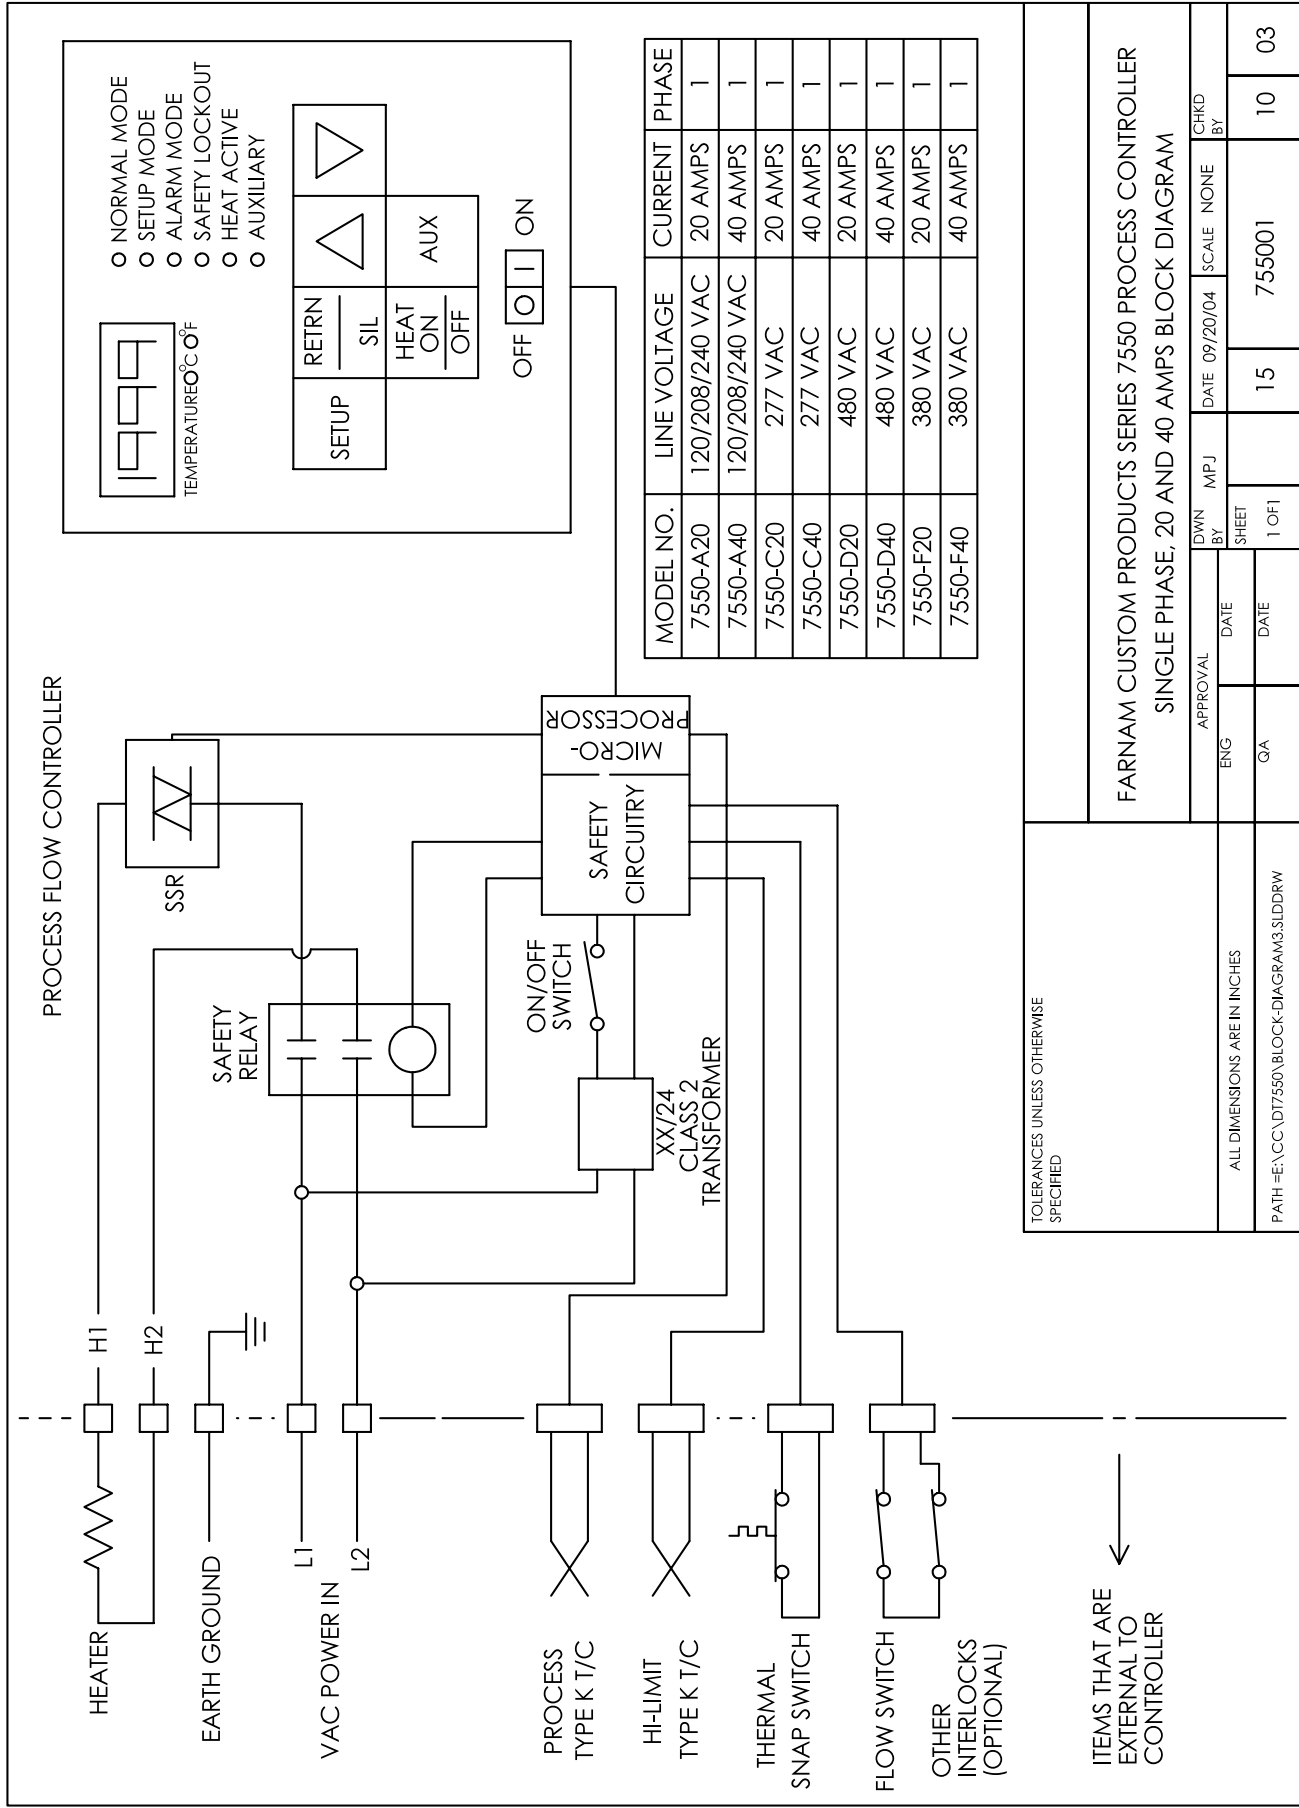 PROCESS FLOW CONTROLLER
HEATER
H1
H2
SSR
EARTH GROUND
L1
VAC POWER IN
L2
SAFETY
RELAY
ON/OFF
SWITCH
XX/24
CLASS 2
TRANSFORMER
SAFETY
CIRCUITRY
MICRO-
PROCESSOR
PROCESS
TYPE K T/C
HI-LIMIT
TYPE K T/C
THERMAL
SNAP SWITCH
FLOW SWITCH
OTHER
INTERLOCKS
(OPTIONAL)
ITEMS THAT ARE
EXTERNAL TO
CONTROLLER
TEMPERATURE °C °F
NORMAL MODE
SETUP MODE
ALARM MODE
SAFETY LOCKOUT
HEAT ACTIVE
AUXILIARY
SETUP
RETRN
SIL
HEAT
ON
OFF
AUX
OFF O I ON
MODEL NO. LINE VOLTAGE CURRENT PHASE
7550-A20 120/208/240 VAC 20 AMPS 1
7550-A40 120/208/240 VAC 40 AMPS 1
7550-C20 277 VAC 20 AMPS 1
7550-C40 277 VAC 40 AMPS 1
7550-D20 480 VAC 20 AMPS 1
7550-D40 480 VAC 40 AMPS 1
7550-F20 380 VAC 20 AMPS 1
7550-F40 380 VAC 40 AMPS 1
TOLERANCES UNLESS OTHERWISE
SPECIFIED
ALL DIMENSIONS ARE IN INCHES
PATH =E:\CC\DT7550\BLOCK-DIAGRAM3.SLDDRW
FARNAM CUSTOM PRODUCTS SERIES 7550 PROCESS CONTROLLER
SINGLE PHASE, 20 AND 40 AMPS BLOCK DIAGRAM
APPROVAL
ENG DATE
QA DATE
DWN
BY MPJ
DATE 09/20/04
SCALE NONE
CHKD
BY
SHEET
1 OF1
15
755001
10
03